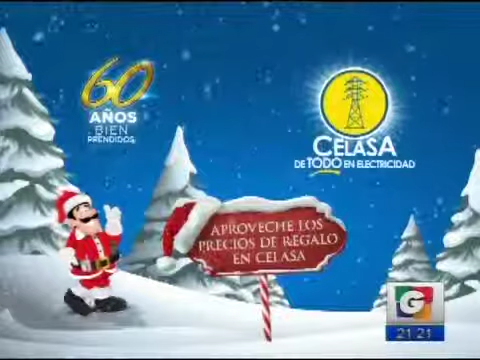 60
AÑOS
BIEN
PRENDIDOS
CELASA
DE TODO EN ELECTRICIDAD
APROVECHE LOS
PRECIOS DE REGALO
EN CELASA
G
21:21